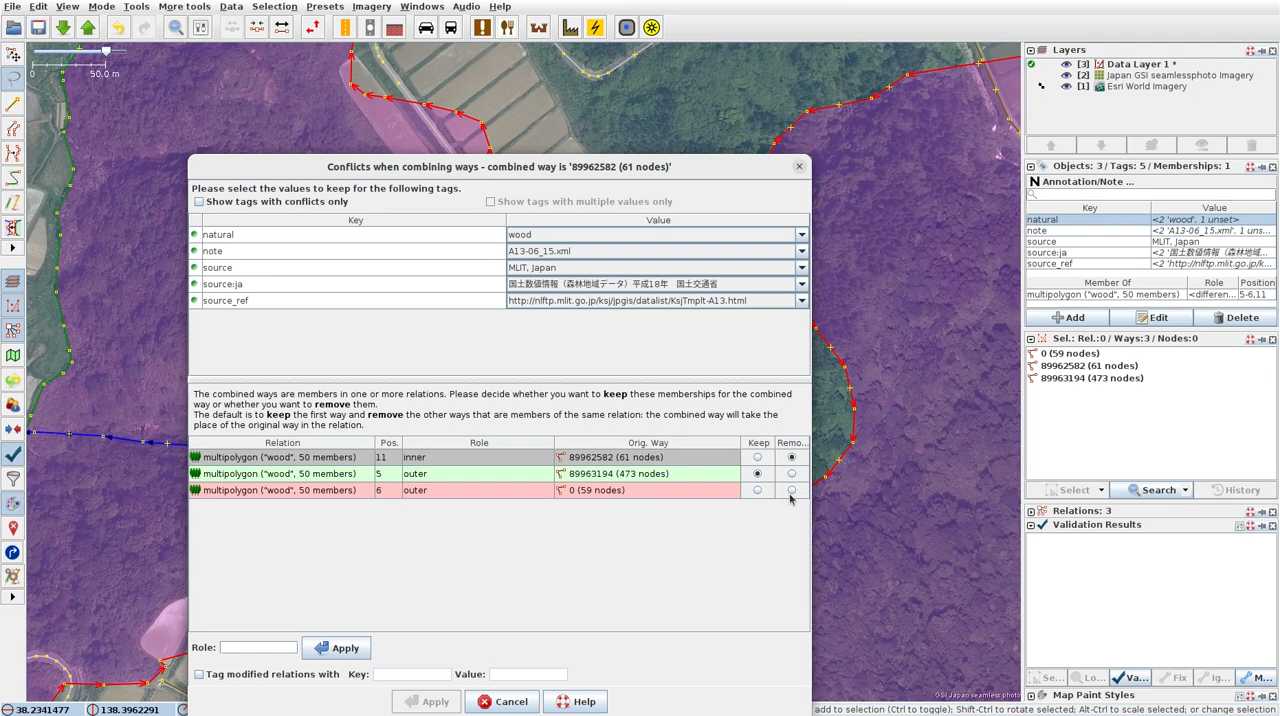 File Edit View Mode Tools More tools Data Selection Presets Imagery Windows Audio Help
0 50.0 m
Conflicts when combining ways - combined way is '89962582 (61 nodes)'
Please select the values to keep for the following tags.
Show tags with conflicts only
Show tags with multiple values only
Key Value
natural wood
note A13-06_15.xml
source MLIT, Japan
source:ja 国土数値情報（森林地域データ）平成18年　国土交通省
source_ref http://nlftp.mlit.go.jp/ksj/jpgis/datalist/KsjTmplt-A13.html
The combined ways are members in one or more relations. Please decide whether you want to keep these memberships for the combined
way or whether you want to remove them.
The default is to keep the first way and remove the other ways that are members of the same relation: the combined way will take the
place of the original way in the relation.
Relation Pos. Role Orig. Way Keep Remo...
multipolygon ("wood", 50 members) 11 inner 89962582 (61 nodes)
multipolygon ("wood", 50 members) 5 outer 89963194 (473 nodes)
multipolygon ("wood", 50 members) 6 outer 0 (59 nodes)
Role: Apply
Tag modified relations with Key: Value:
Apply Cancel Help
Layers
[3] Data Layer 1 *
[2] Japan GSI seamlessphoto Imagery
[1] Esri World Imagery
Objects: 3 / Tags: 5 / Memberships: 1
Annotation/Note ...
Key Value
natural <2 'wood', 1 unset>
note <2 'A13-06_15.xml', 1 uns...
source MLIT, Japan
source:ja <2 '国土数値情報（森林地域...
source_ref <2 'http://nlftp.mlit.go.jp/k...
Member Of Role Position
multipolygon ("wood", 50 members) <differen... 5-6,11
Add Edit Delete
Sel.: Rel.:0 / Ways:3 / Nodes:0
0 (59 nodes)
89962582 (61 nodes)
89963194 (473 nodes)
Select Search History
Relations: 3
Validation Results
Se... Lo... Va... Fix Ig... M...
Map Paint Styles
GSI Japan seamless photo
38.2341477 138.3962291
add to selection (Ctrl to toggle); Shift-Ctrl to rotate selected; Alt-Ctrl to scale selected; or change selection